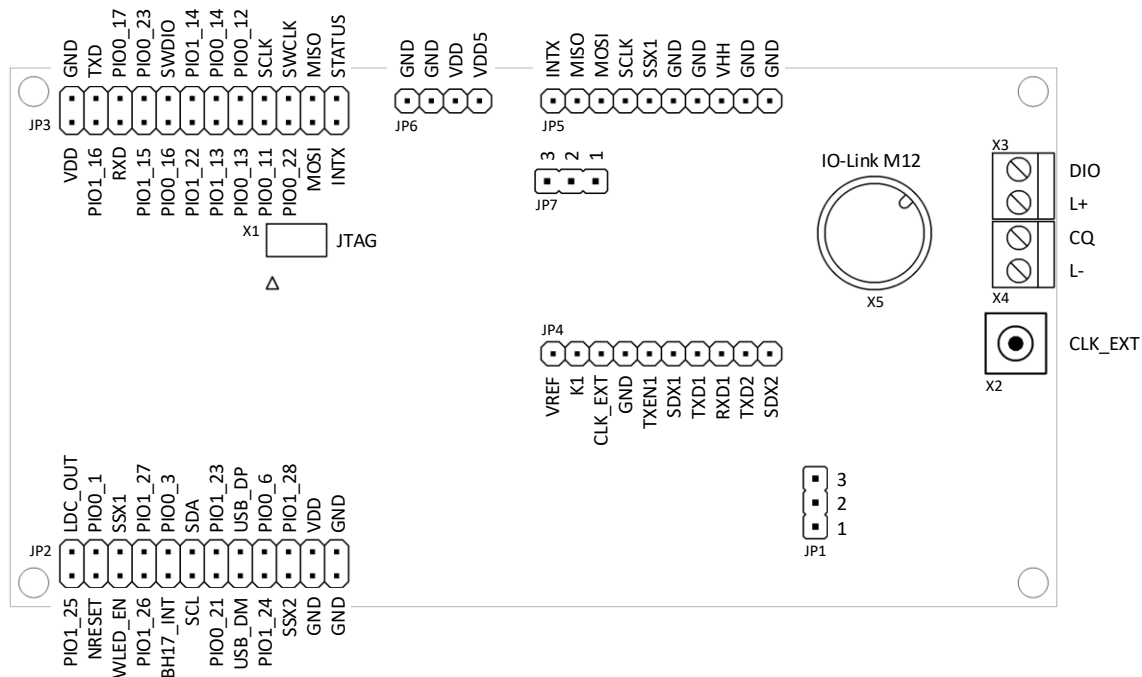 GND TXD PIO0_17 PIO0_23 SWDIO PIO1_14 PIO0_14 PIO0_12 SCLK SWCLK MISO STATUS
JP3
VDD PIO1_16 RXD PIO1_15 PIO0_16 PIO1_22 PIO1_13 PIO0_13 PIO0_11 PIO0_22 MOSI INTX
GND GND VDD VDD5
JP6
INTX MISO MOSI SCLK SSX1 GND GND VHH GND GND
JP5
3 2 1
JP7
X1
JTAG
IO-Link M12
X5
X3
DIO
L+
CQ
L-
X4
CLK_EXT
X2
JP4
VREF K1 CLK_EXT GND TXEN1 SDX1 TXD1 RXD1 TXD2 SDX2
3
2
1
JP1
LDC_OUT PIO0_1 SSX1 PIO1_27 PIO0_3 SDA PIO1_23 USB_DP PIO0_6 PIO1_28 VDD GND
JP2
PIO1_25 NRESET WLED_EN PIO1_26 BH17_INT SCL PIO0_21 USB_DM PIO1_24 SSX2 GND GND